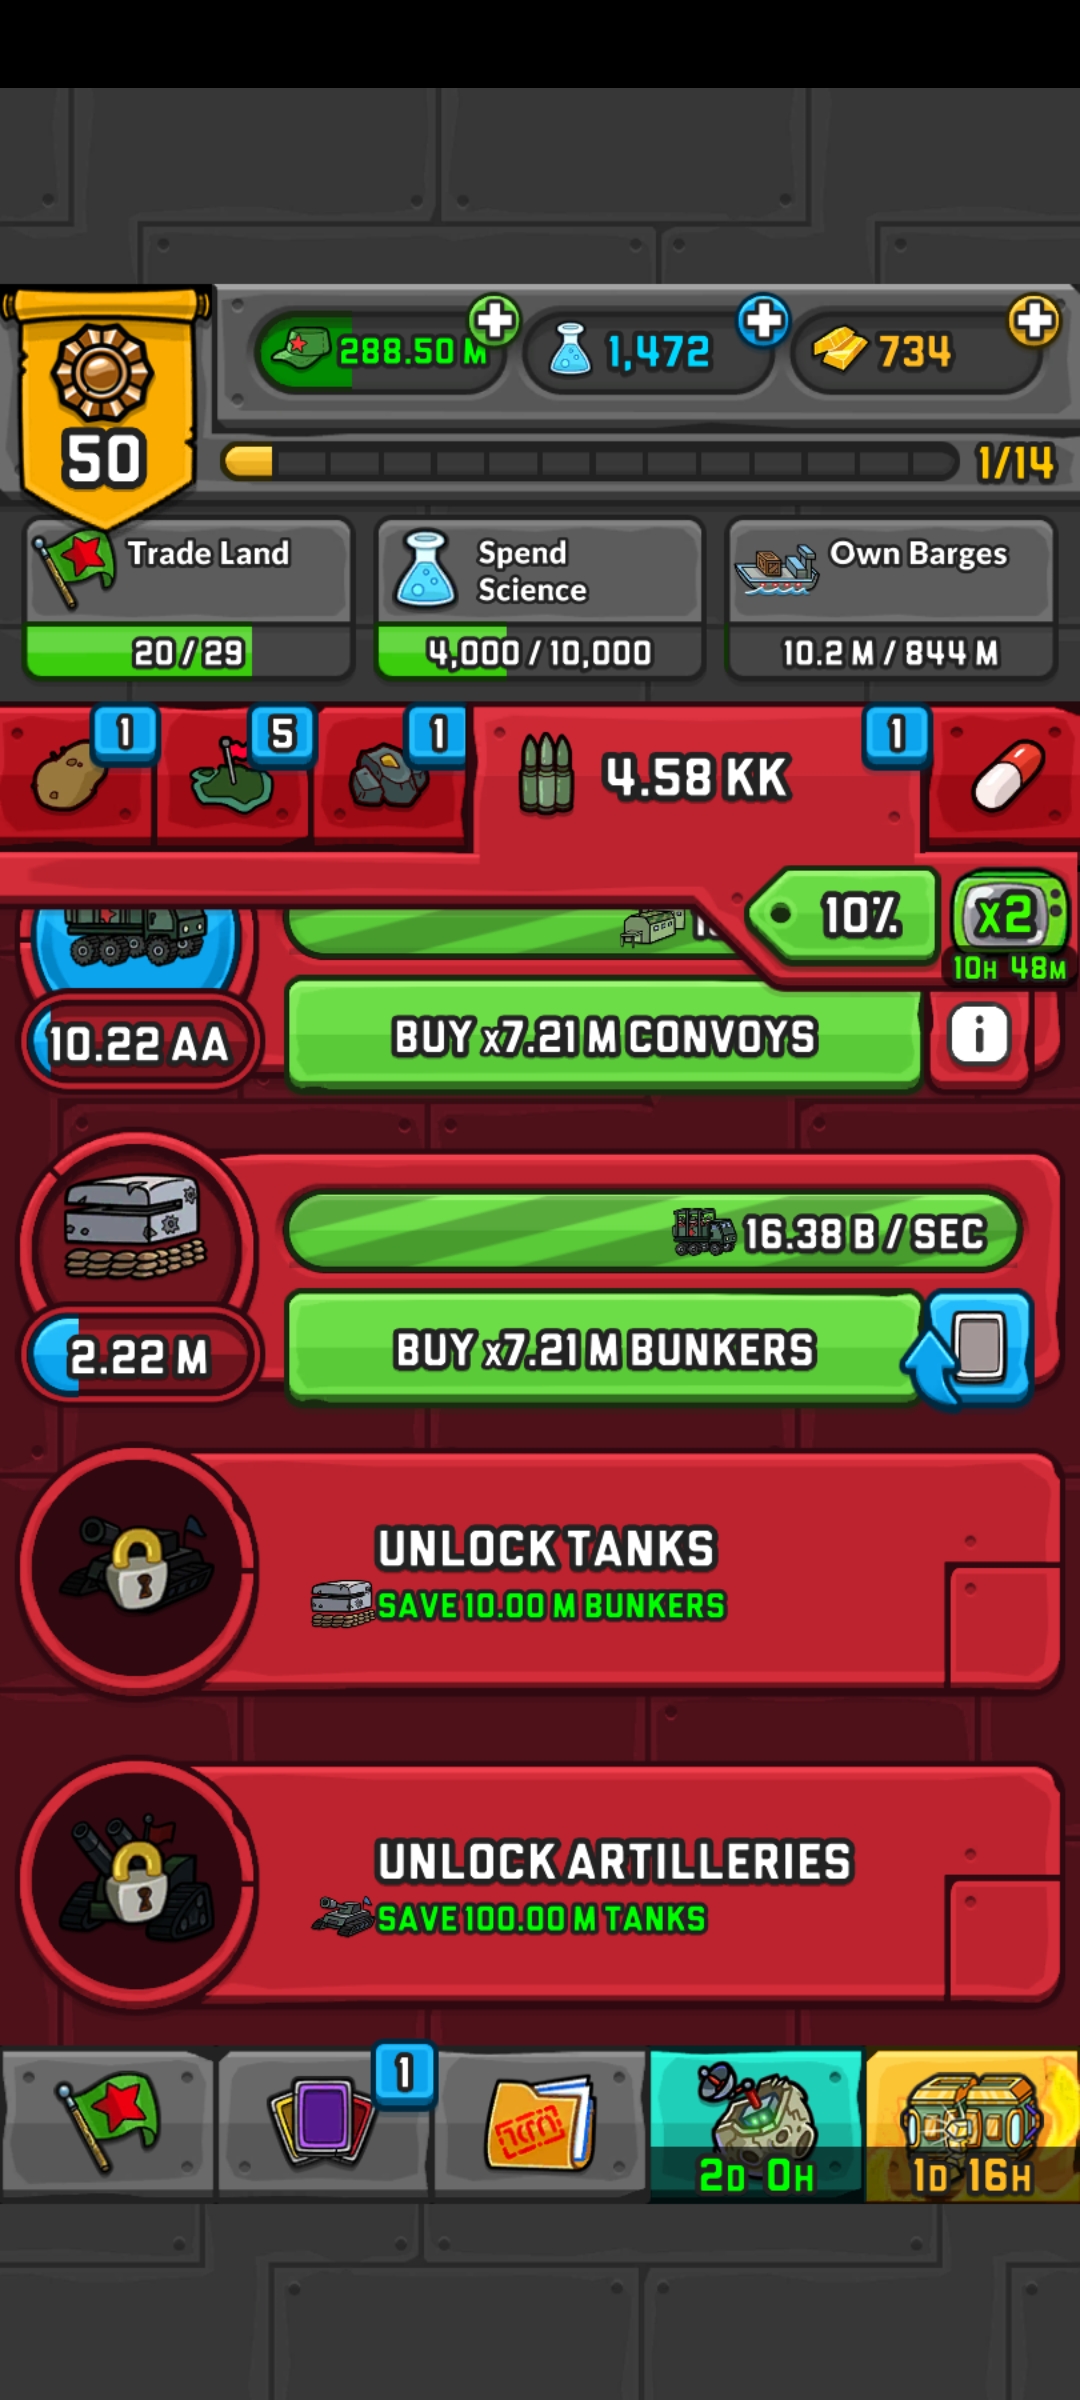 288.50 M
1,472
734
50
1/14
Trade Land
20 / 29
Spend
Science
4,000 / 10,000
Own Barges
10.2 M / 844 M
1
5
1
4.58 KK
1
10%
x2
10H 48M
10.22 AA
BUY x7.21 M CONVOYS
i
16.38 B / SEC
2.22 M
BUY x7.21 M BUNKERS
UNLOCK TANKS
SAVE 10.00 M BUNKERS
UNLOCK ARTILLERIES
SAVE 100.00 M TANKS
1
2D 0H
1D 16H